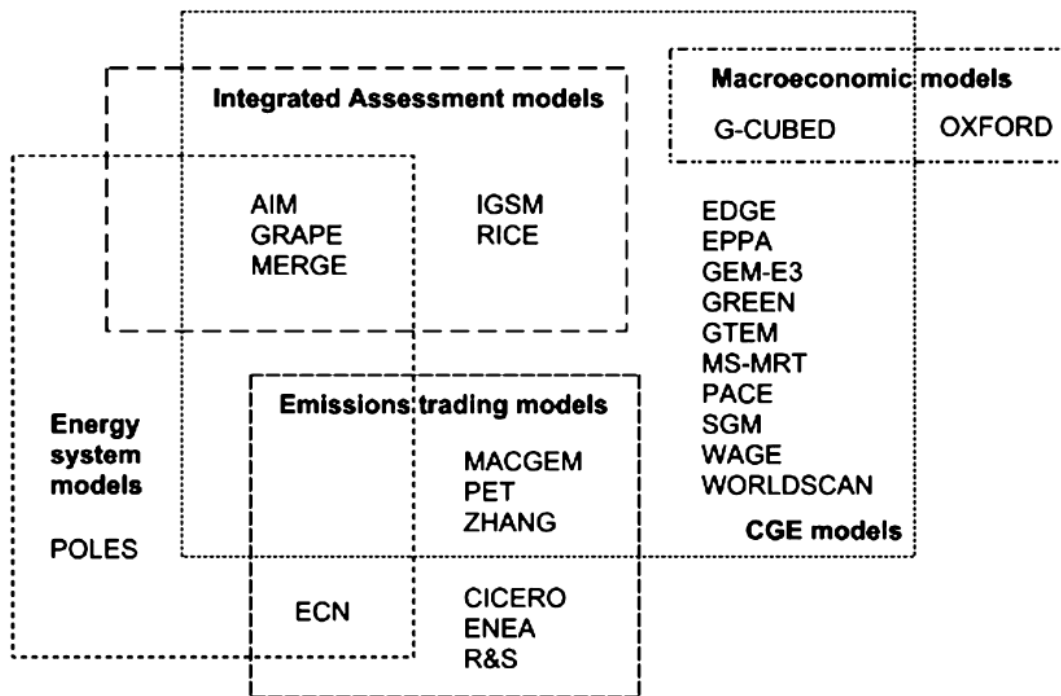 Integrated Assessment models
Macroeconomic models
G-CUBED
OXFORD
AIM
GRAPE
MERGE
IGSM
RICE
EDGE
EPPA
GEM-E3
GREEN
GTEM
MS-MRT
PACE
SGM
WAGE
WORLDSCAN
CGE models
Emissions trading models
MACGEM
PET
ZHANG
Energy
system
models
POLES
ECN
CICERO
ENEA
R&S